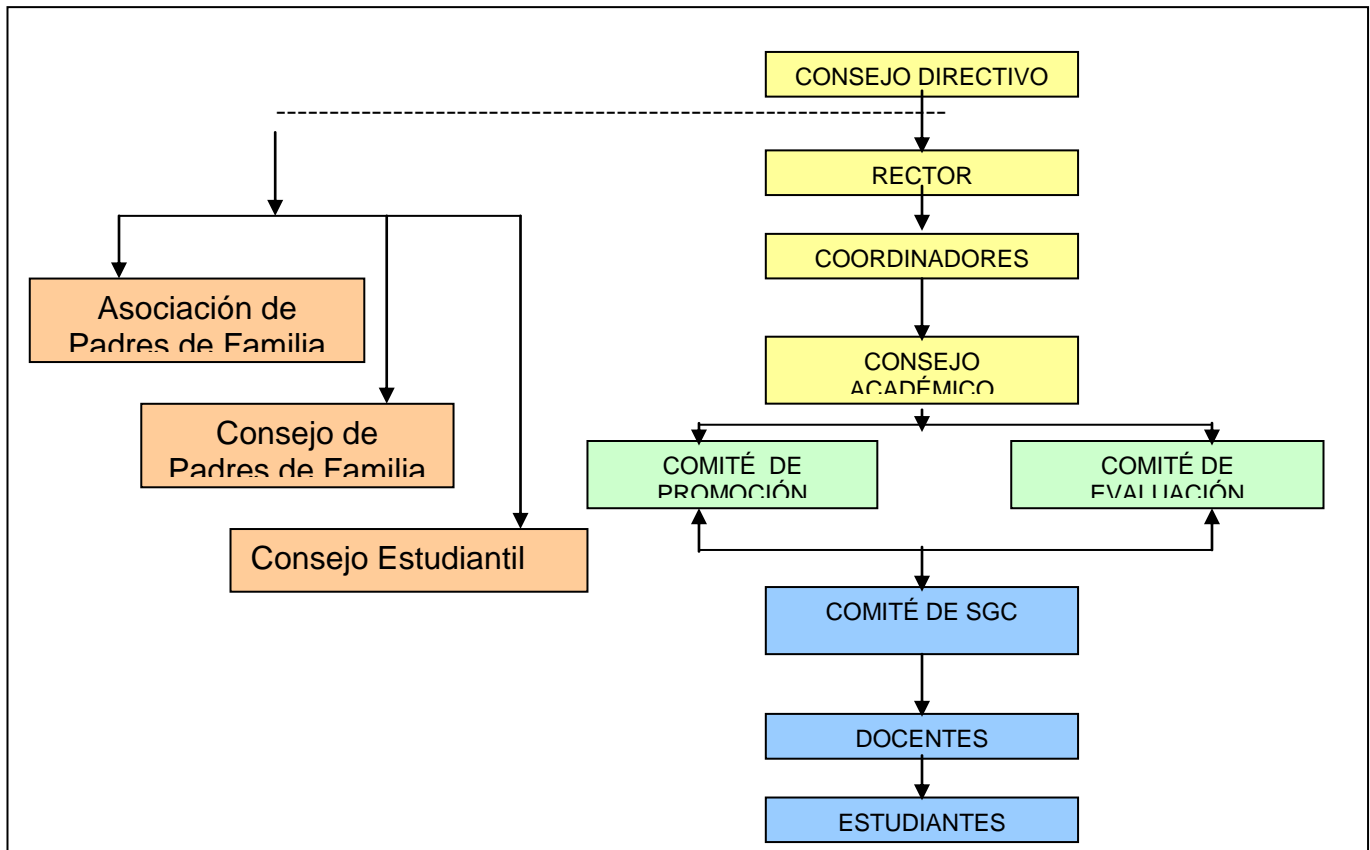 CONSEJO DIRECTIVO
RECTOR
COORDINADORES
Asociación de
Padres de Familia
CONSEJO
ACADÉMICO
Consejo de
Padres de Familia
COMITÉ  DE
PROMOCIÓN
COMITÉ DE
EVALUACIÓN
Consejo Estudiantil
COMITÉ DE SGC
DOCENTES
ESTUDIANTES